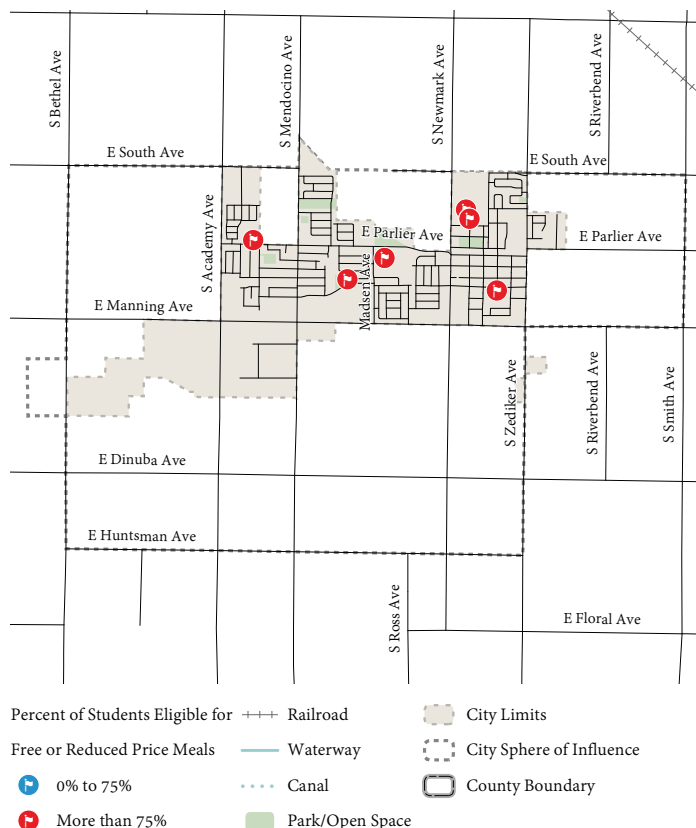 S Bethel Ave
S Mendocino Ave
S Newmark Ave
S Riverbend Ave
E South Ave
E South Ave
S Academy Ave
E Parlier Ave
E Parlier Ave
Madsen Ave
E Manning Ave
S Zediker Ave
S Riverbend Ave
S Smith Ave
E Dinuba Ave
E Huntsman Ave
S Ross Ave
E Floral Ave
Percent of Students Eligible for
Free or Reduced Price Meals
0% to 75%
More than 75%
Railroad
Waterway
Canal
Park/Open Space
City Limits
City Sphere of Influence
County Boundary